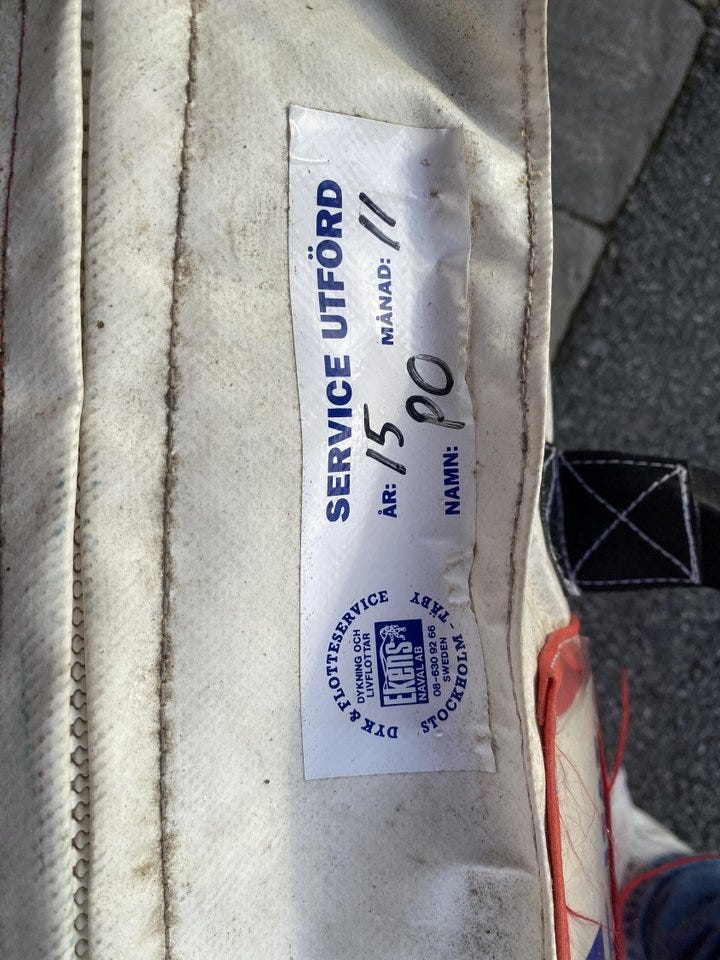 SERVICE UTFÖRD
ÅR: 15 MÅNAD: 11
NAMN: PO
DYK & FLOTTESERVICE
DYKNING OCH
LIVFLOTTAR
Ekens
NAVAL AB
08-630 92 66
SWEDEN
STOCKHOLM - TÄBY